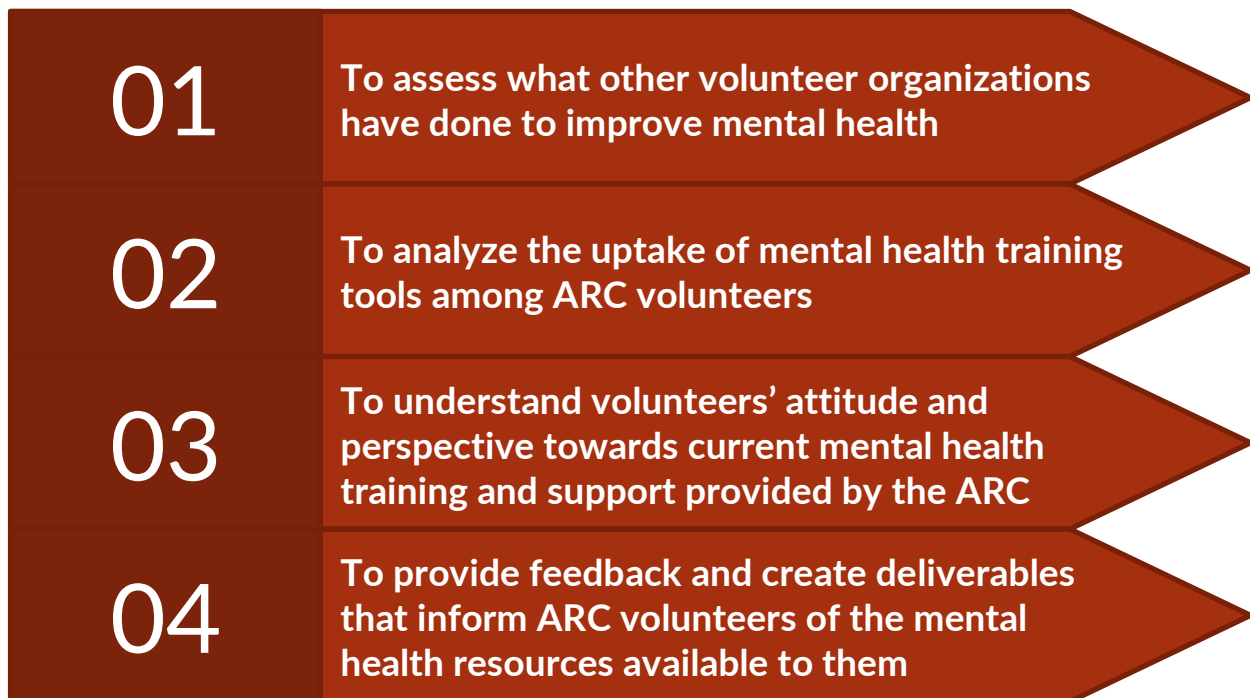 01
To assess what other volunteer organizations
have done to improve mental health
02
To analyze the uptake of mental health training
tools among ARC volunteers
03
To understand volunteers’ attitude and
perspective towards current mental health
training and support provided by the ARC
04
To provide feedback and create deliverables
that inform ARC volunteers of the mental
health resources available to them